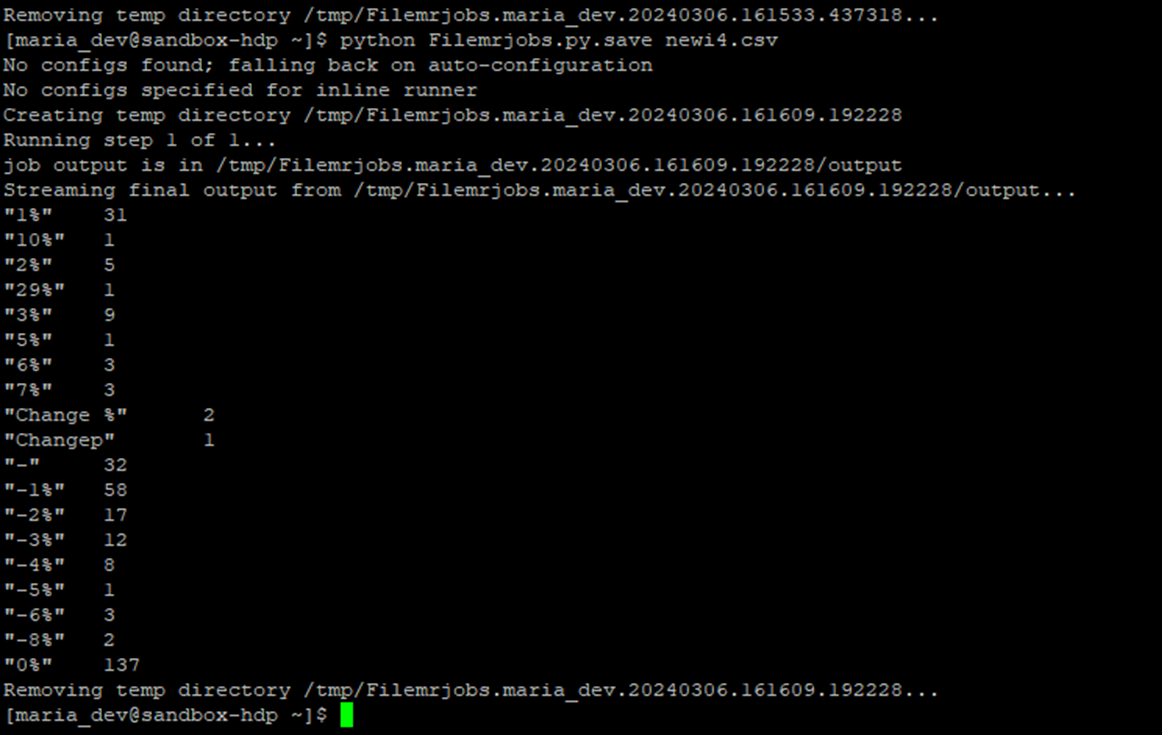 Removing temp directory /tmp/Filemrjobs.maria_dev.20240306.161533.437318...
[maria_dev@sandbox-hdp ~]$ python Filemrjobs.py.save newi4.csv
No configs found; falling back on auto-configuration
No configs specified for inline runner
Creating temp directory /tmp/Filemrjobs.maria_dev.20240306.161609.192228
Running step 1 of 1...
job output is in /tmp/Filemrjobs.maria_dev.20240306.161609.192228/output
Streaming final output from /tmp/Filemrjobs.maria_dev.20240306.161609.192228/output...
"1%"    31
"10%"   1
"2%"    5
"29%"   1
"3%"    9
"5%"    1
"6%"    3
"7%"    3
"Change %"      2
"Changep"       1
"-"     32
"-1%"   58
"-2%"   17
"-3%"   12
"-4%"   8
"-5%"   1
"-6%"   3
"-8%"   2
"0%"    137
Removing temp directory /tmp/Filemrjobs.maria_dev.20240306.161609.192228...
[maria_dev@sandbox-hdp ~]$